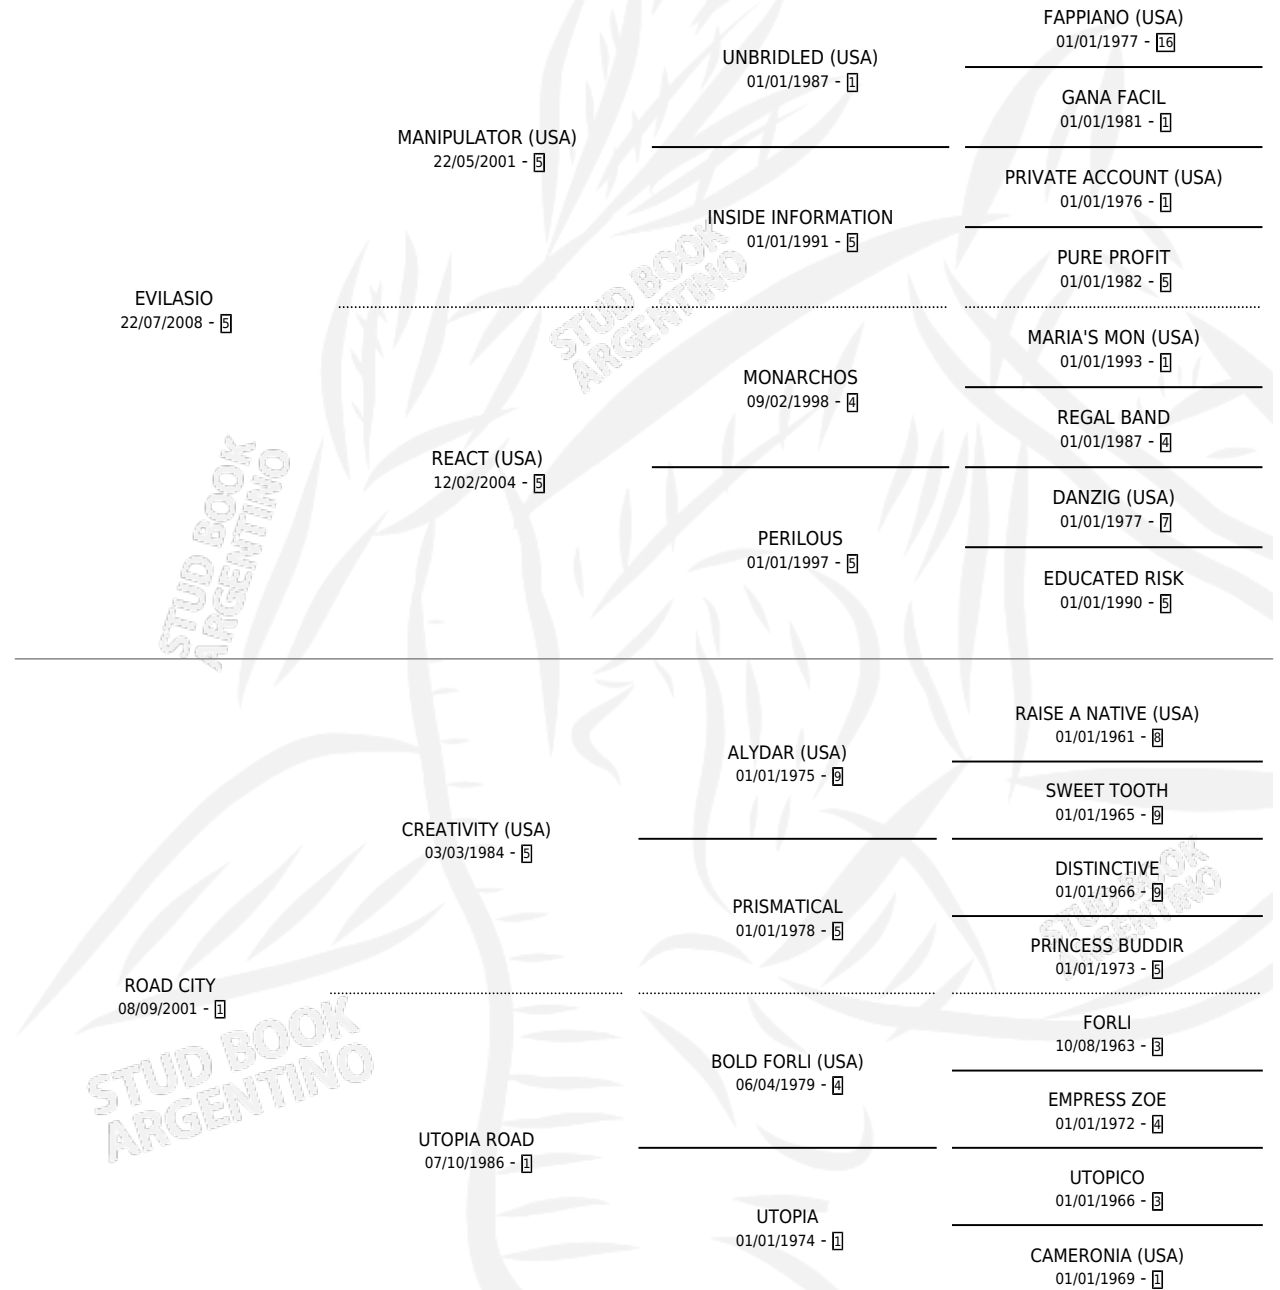 FAPPIANO (USA)
01/01/1977 - 16
UNBRIDLED (USA)
01/01/1987 - 1
GANA FACIL
01/01/1981 - 1
MANIPULATOR (USA)
22/05/2001 - 5
PRIVATE ACCOUNT (USA)
01/01/1976 - 1
INSIDE INFORMATION
01/01/1991 - 5
PURE PROFIT
01/01/1982 - 5
EVILASIO
22/07/2008 - 5
STUD BOOK
ARGENTINO
MARIA'S MON (USA)
01/01/1993 - 1
MONARCHOS
09/02/1998 - 4
REGAL BAND
01/01/1987 - 4
REACT (USA)
12/02/2004 - 5
DANZIG (USA)
01/01/1977 - 7
PERILOUS
01/01/1997 - 5
EDUCATED RISK
01/01/1990 - 5
STUD BOOK
ARGENTINO
RAISE A NATIVE (USA)
01/01/1961 - 8
ALYDAR (USA)
01/01/1975 - 9
SWEET TOOTH
01/01/1965 - 9
CREATIVITY (USA)
03/03/1984 - 5
DISTINCTIVE
01/01/1966 - 9
PRISMATICAL
01/01/1978 - 5
PRINCESS BUDDIR
01/01/1973 - 5
STUD BOOK
ARGENTINO
ROAD CITY
08/09/2001 - 1
FORLI
10/08/1963 - 3
BOLD FORLI (USA)
06/04/1979 - 4
EMPRESS ZOE
01/01/1972 - 4
STUD BOOK
ARGENTINO
UTOPIA ROAD
07/10/1986 - 1
UTOPICO
01/01/1966 - 3
UTOPIA
01/01/1974 - 1
CAMERONIA (USA)
01/01/1969 - 1